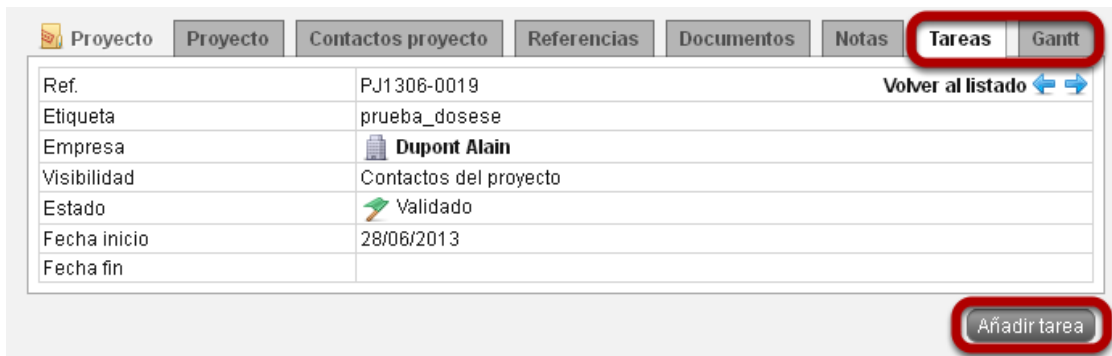 Proyecto Proyecto Contactos proyecto Referencias Documentos Notas Tareas Gantt
Ref. PJ1306-0019 Volver al listado
Etiqueta prueba_dosese
Empresa Dupont Alain
Visibilidad Contactos del proyecto
Estado Validado
Fecha inicio 28/06/2013
Fecha fin
Añadir tarea